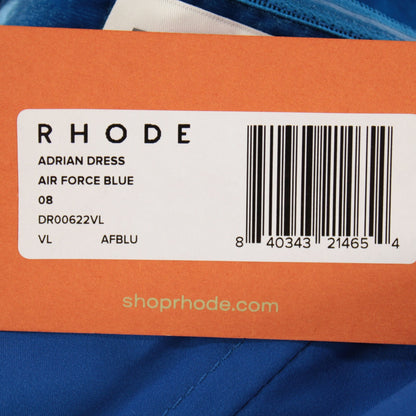 RHODE
ADRIAN DRESS
AIR FORCE BLUE
08
DR00622VL
VL AFBLU
8 40343 21465 4
shoprhode.com